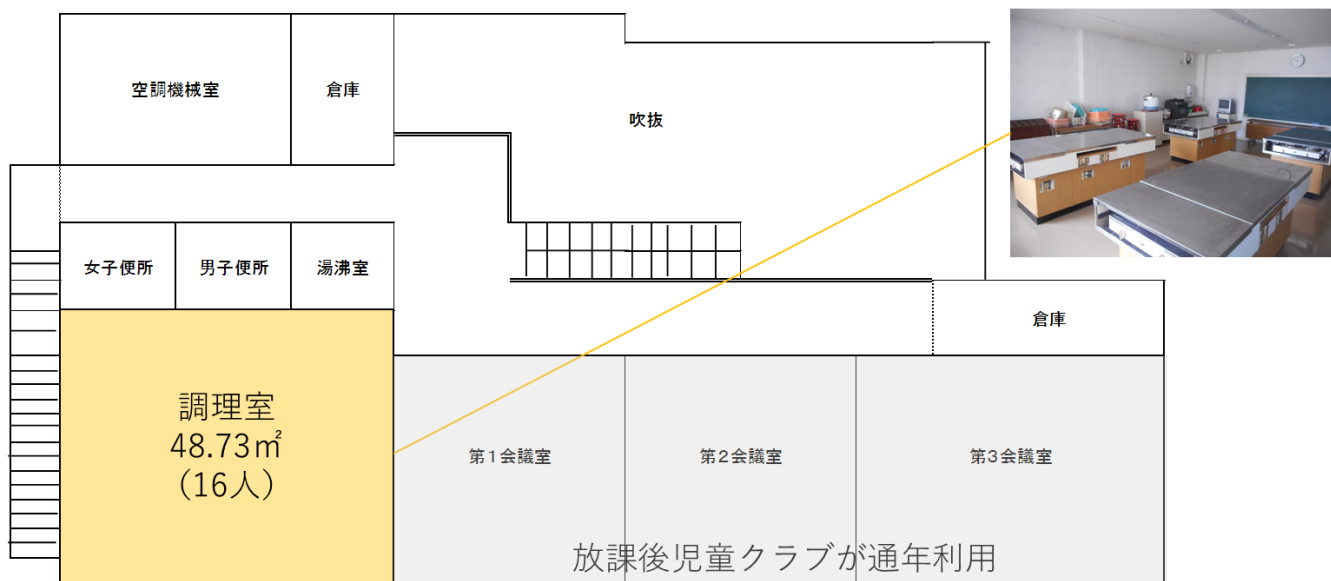 空調機械室
倉庫
吹抜
女子便所
男子便所
湯沸室
倉庫
調理室
48.73㎡
(16人)
第1会議室
第2会議室
第3会議室
放課後児童クラブが通年利用